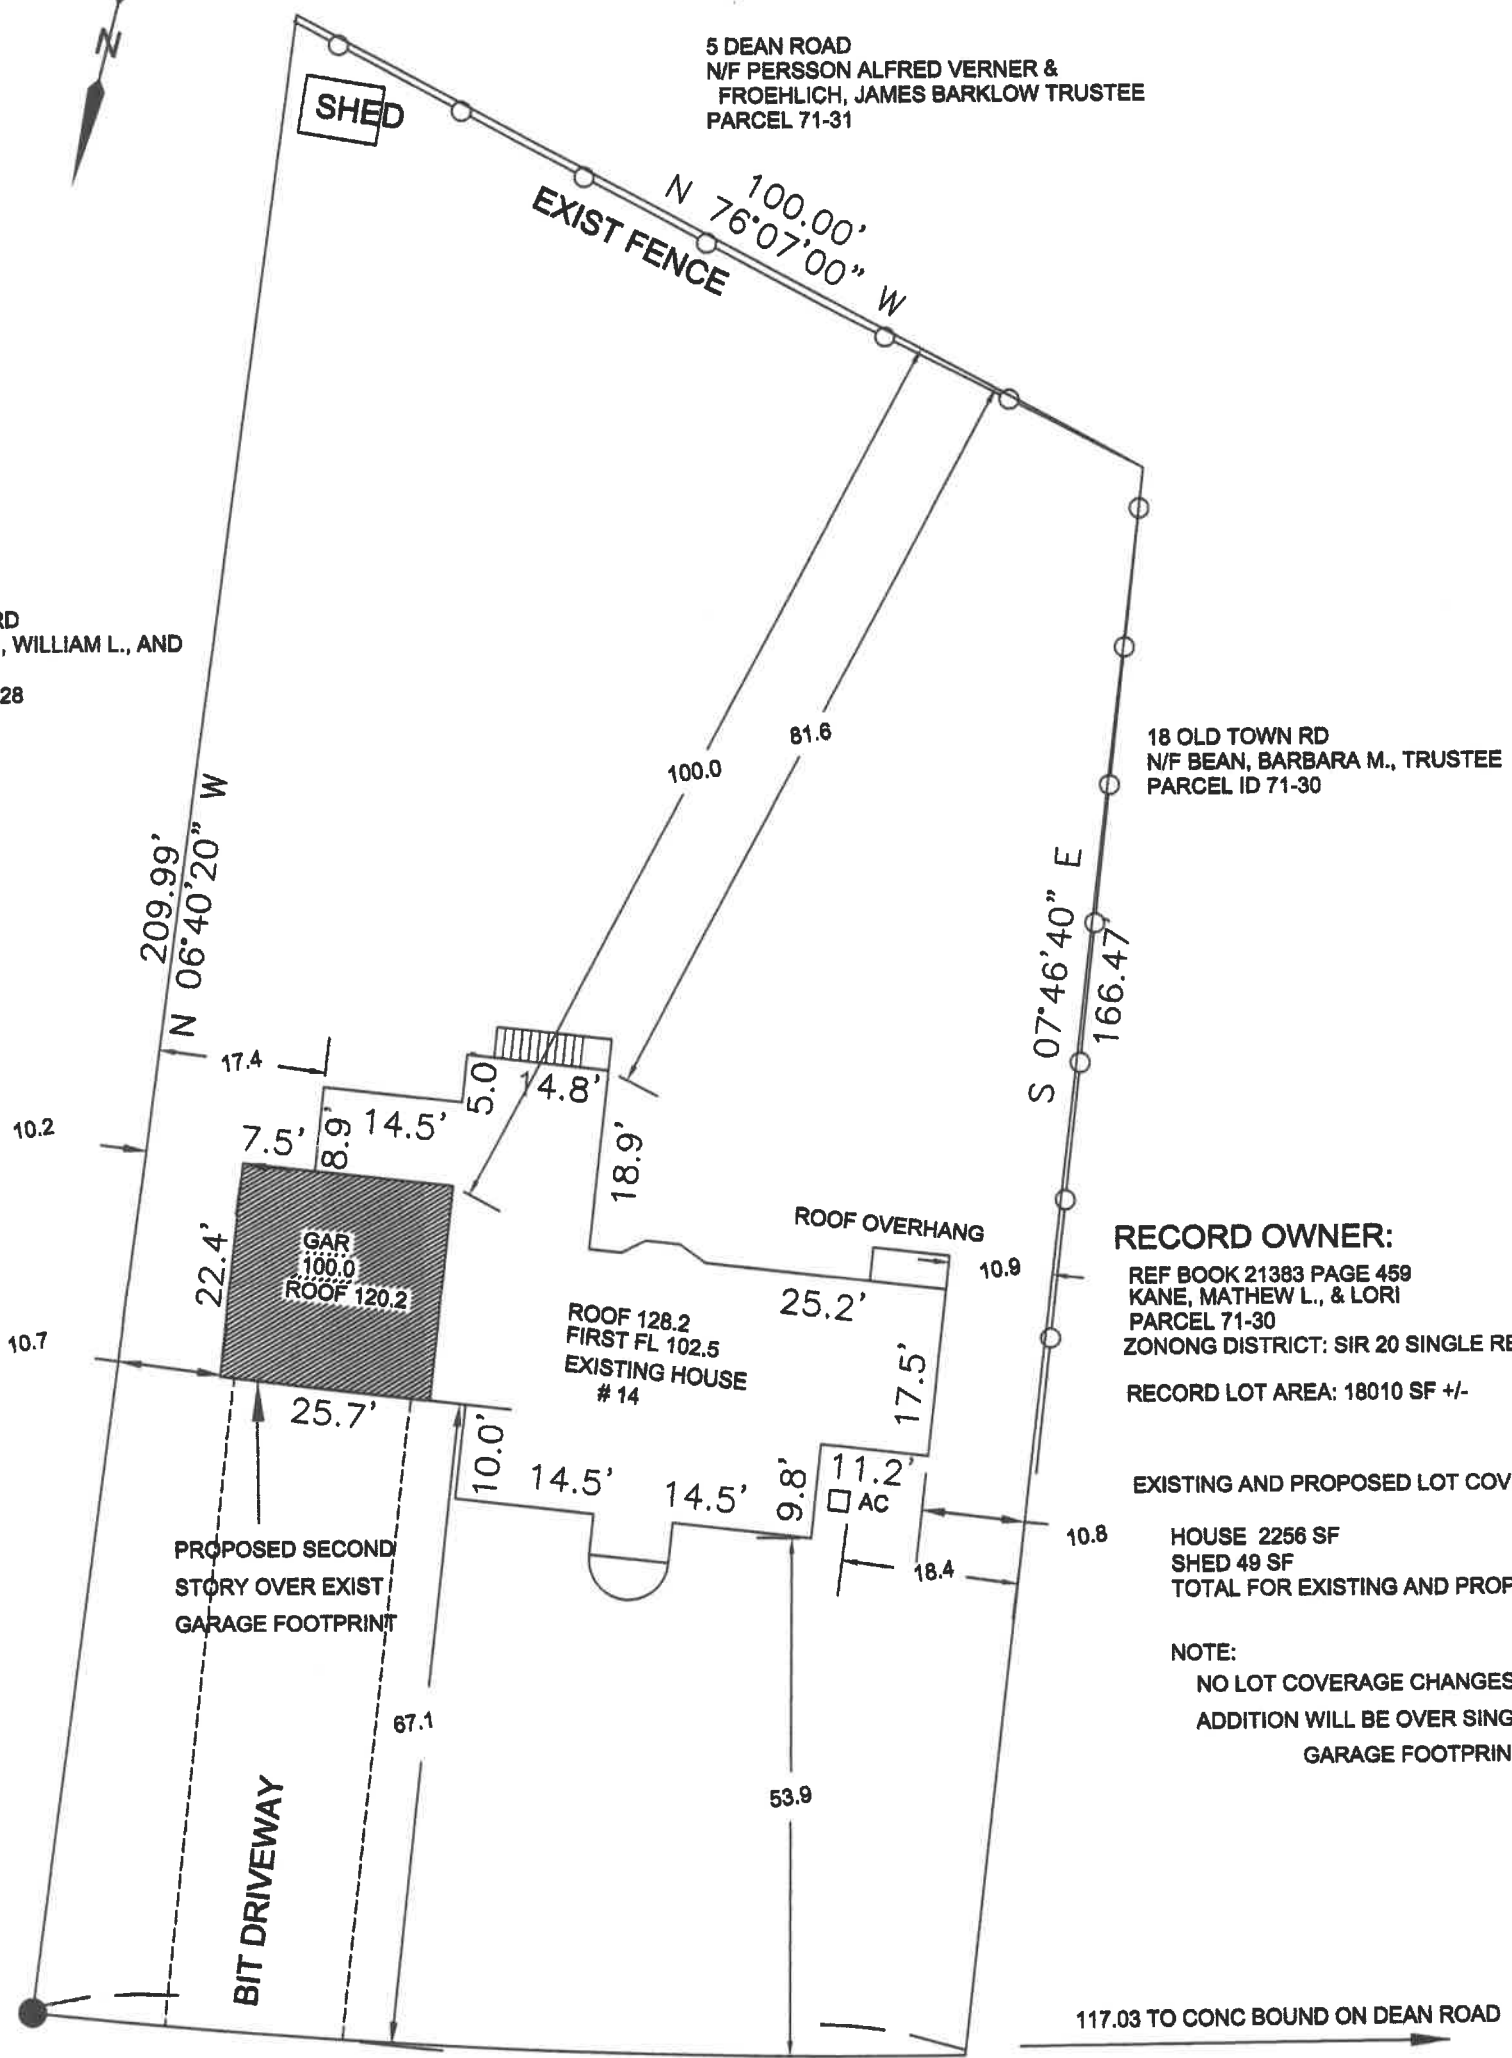 N
5 DEAN ROAD
N/F PERSSON ALFRED VERNER &
FROEHLICH, JAMES BARKLOW TRUSTEE
PARCEL 71-31
SHED
EXIST FENCE
100.00'
N 76°07'00" W
RD
, WILLIAM L., AND
28
100.0
81.6
18 OLD TOWN RD
N/F BEAN, BARBARA M., TRUSTEE
PARCEL ID 71-30
209.99'
N 06°40'20" W
S 07°46'40" E
166.47'
17.4
10.2
7.5'
8.9'
14.5'
5.0
14.8'
18.9'
ROOF OVERHANG
10.9
22.4'
GAR
100.0
ROOF 120.2
25.2'
10.7
25.7'
ROOF 128.2
FIRST FL 102.5
EXISTING HOUSE
# 14
17.5'
10.0'
14.5'
14.5'
9.8'
11.2'
AC
10.8
18.4
RECORD OWNER:
REF BOOK 21383 PAGE 459
KANE, MATHEW L., & LORI
PARCEL 71-30
ZONONG DISTRICT: SIR 20 SINGLE RE
RECORD LOT AREA: 18010 SF +/-
EXISTING AND PROPOSED LOT COV
HOUSE 2256 SF
SHED 49 SF
TOTAL FOR EXISTING AND PROP
NOTE:
NO LOT COVERAGE CHANGES
ADDITION WILL BE OVER SING
GARAGE FOOTPRIN
PROPOSED SECOND
STORY OVER EXIST
GARAGE FOOTPRINT
67.1
53.9
BIT DRIVEWAY
117.03 TO CONC BOUND ON DEAN ROAD